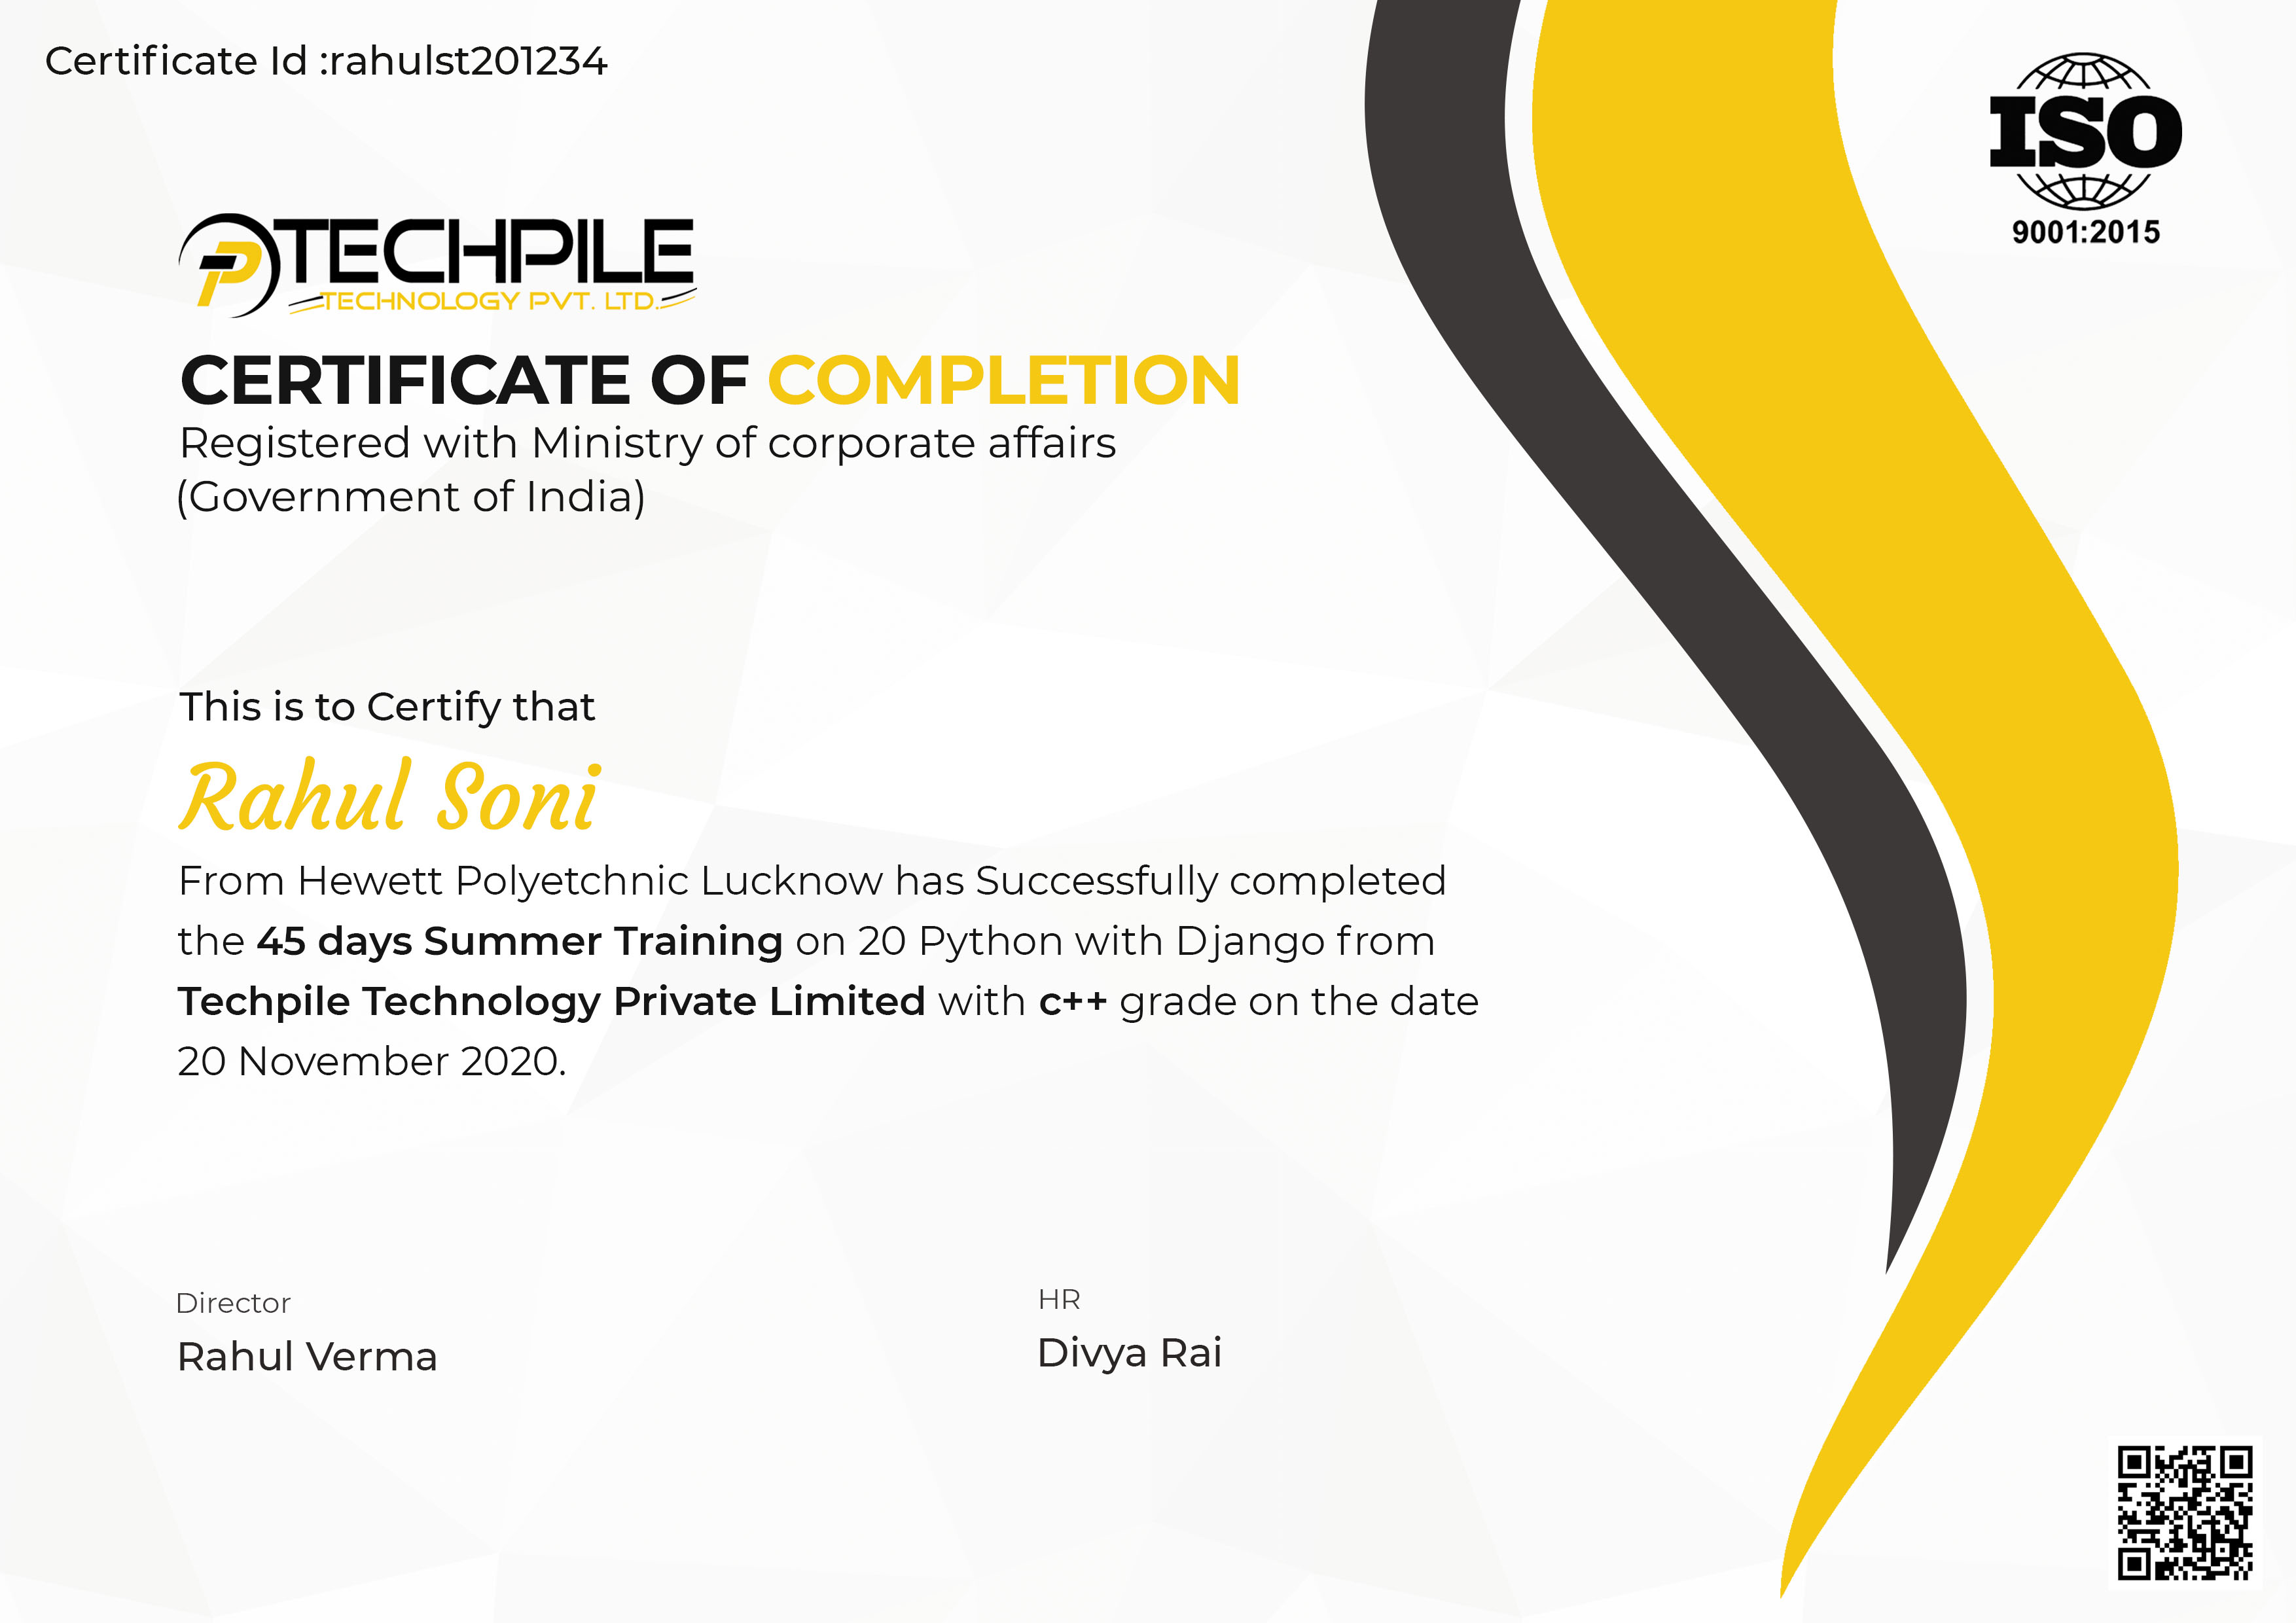 Certificate Id :rahulst201234
ISO
9001:2015
TECHPILE
TECHNOLOGY PVT. LTD.
CERTIFICATE OF COMPLETION
Registered with Ministry of corporate affairs
(Government of India)
This is to Certify that
Rahul Soni
From Hewett Polyetchnic Lucknow has Successfully completed
the 45 days Summer Training on 20 Python with Django from
Techpile Technology Private Limited with c++ grade on the date
20 November 2020.
Director
Rahul Verma
HR
Divya Rai